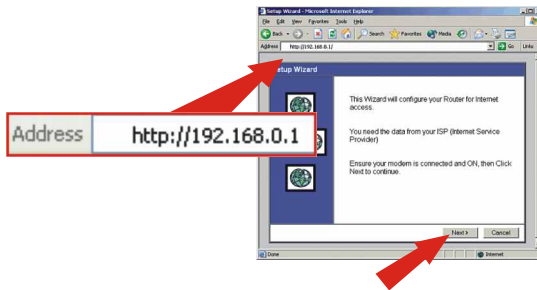 Setup Wizard - Microsoft Internet Explorer
File Edit View Favorites Tools Help
Back Search Favorites Media
Address http://192.168.0.1/ Go Links
etup Wizard
This Wizard will configure your Router for Internet
access.
You need the data from your ISP (Internet Service
Provider)
Ensure your modem is connected and ON, then Click
Next to continue.
Address http://192.168.0.1
Next > Cancel
Done Internet